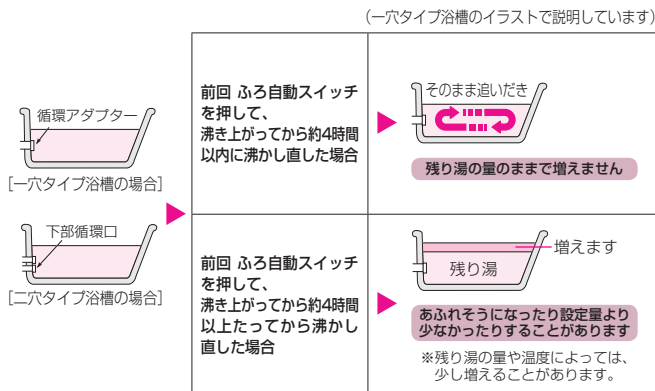 (一穴タイプ浴槽のイラストで説明しています)
循環アダプター
[一穴タイプ浴槽の場合]
下部循環口
[二穴タイプ浴槽の場合]
前回 ふろ自動スイッチ
を押して、
沸き上がってから約4時間
以内に沸かし直した場合
そのまま追いだき
残り湯の量のままで増えません
前回 ふろ自動スイッチ
を押して、
沸き上がってから約4時間
以上たってから沸かし
直した場合
増えます
残り湯
あふれそうになったり設定量より
少なかったりすることがあります
※残り湯の量や温度によっては、
少し増えることがあります。